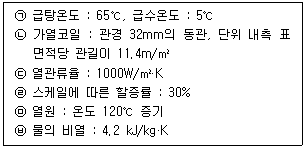 ㉠ 급탕온도 : 65℃, 급수온도 : 5℃
㉡ 가열코일 : 관경 32mm의 동관, 단위 내측 표
면적당 관길이 11.4m/㎡
㉢ 열관류율 : 1000W/㎡·K
㉣ 스케일에 따른 할증률 : 30%
㉤ 열원 : 온도 120℃ 증기
㉥ 물의 비열 : 4.2 kJ/kg·K